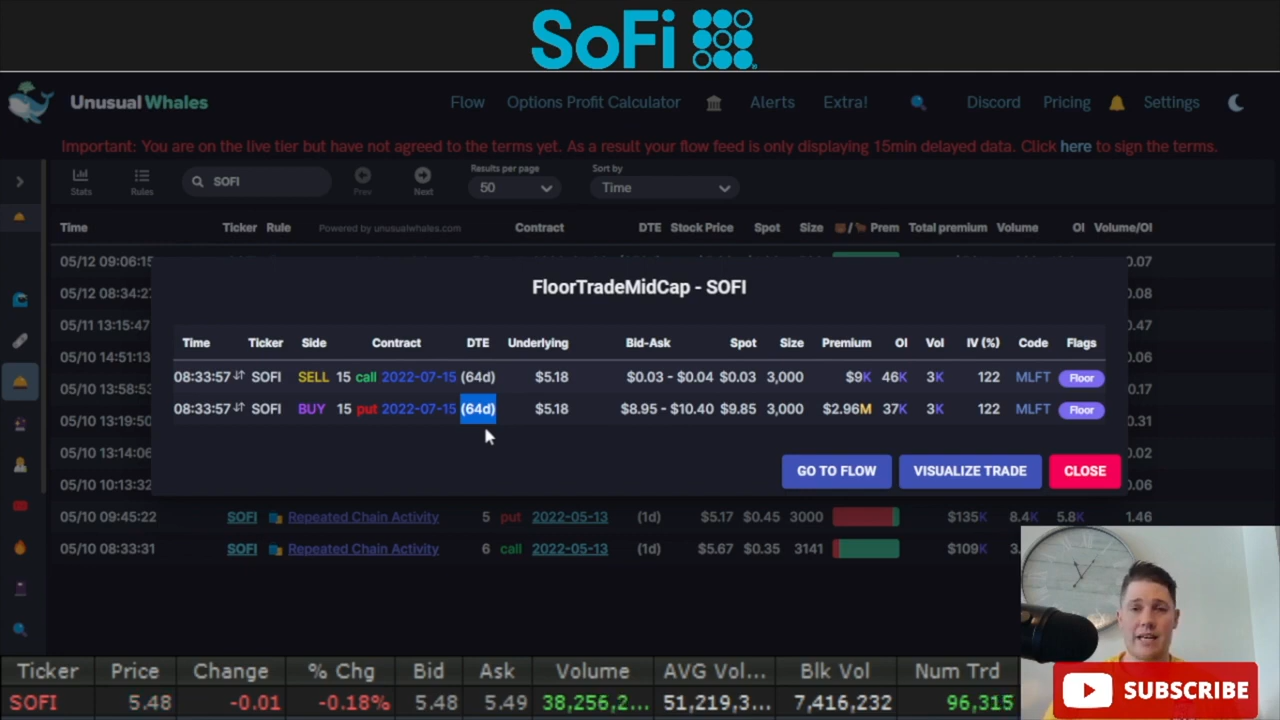 SoFi
Unusual Whales
Flow Options Profit Calculator Alerts Extra! Discord Pricing Settings
Important: You are on the live tier but have not agreed to the terms yet. As a result your flow feed is only displaying 15min delayed data. Click here to sign the terms.
Stats Rules SOFI Prev Next Results per page 50 Sort by Time
Time Ticker Rule Powered by unusualwhales.com Contract DTE Stock Price Spot Size / Prem Total premium Volume OI Volume/OI
05/12 09:06:15 0.07
05/12 08:34:27 0.08
FloorTradeMidCap - SOFI
05/11 13:15:47 0.47
Time Ticker Side Contract DTE Underlying Bid-Ask Spot Size Premium OI Vol IV (%) Code Flags
05/10 14:51:13 0.06
08:33:57 SOFI SELL 15 call 2022-07-15 (64d) $5.18 $0.03 - $0.04 $0.03 3,000 $9K 46K 3K 122 MLFT Floor
05/10 13:58:53 0.17
08:33:57 SOFI BUY 15 put 2022-07-15 (64d) $5.18 $8.95 - $10.40 $9.85 3,000 $2.96M 37K 3K 122 MLFT Floor
05/10 13:19:50 0.31
05/10 13:14:06 0.02
GO TO FLOW VISUALIZE TRADE CLOSE
05/10 10:13:32 0.06
05/10 09:45:22 SOFI Repeated Chain Activity 5 put 2022-05-13 (1d) $5.17 $0.45 3000 $135K 8.4K 5.8K 1.46
05/10 08:33:31 SOFI Repeated Chain Activity 6 call 2022-05-13 (1d) $5.67 $0.35 3141 $109K
Ticker Price Change % Chg Bid Ask Volume AVG Vol... Blk Vol Num Trd
SOFI 5.48 -0.01 -0.18% 5.48 5.49 38,256,2... 51,219,3... 7,416,232 96,315
SUBSCRIBE